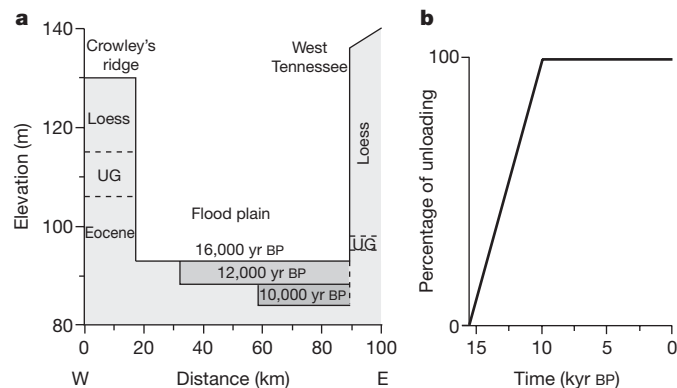 a
140
120
100
80
Elevation (m)
Crowley's
ridge
Loess
UG
Eocene
West
Tennessee
Loess
UG
Flood plain
16,000 yr BP
12,000 yr BP
10,000 yr BP
0 20 40 60 80 100
W Distance (km) E
b
100
0
Percentage of unloading
15 10 5 0
Time (kyr BP)